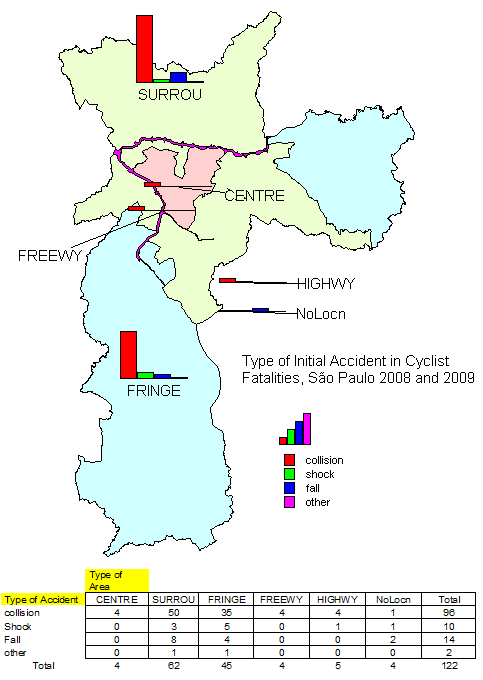 SURROU
CENTRE
FREEWY
HIGHWY
NoLocn
Type of Initial Accident in Cyclist
Fatalities, São Paulo 2008 and 2009
FRINGE
collision
shock
fall
other
Type of
Area
Type of Accident CENTRE SURROU FRINGE FREEWY HIGHWY NoLocn Total
collision 4 50 35 4 4 1 96
Shock 0 3 5 0 1 1 10
Fall 0 8 4 0 0 2 14
other 0 1 1 0 0 0 2
Total 4 62 45 4 5 4 122